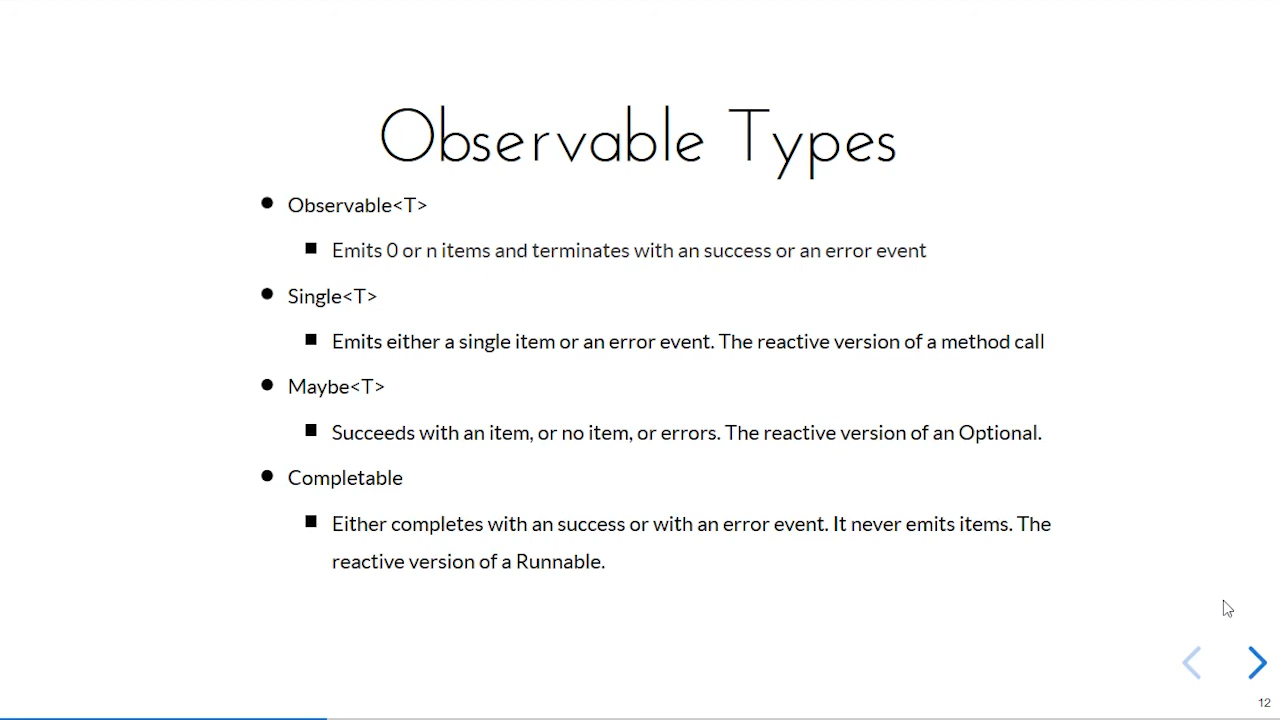 Observable Types
Observable<T>
Emits 0 or n items and terminates with an success or an error event
Single<T>
Emits either a single item or an error event. The reactive version of a method call
Maybe<T>
Succeeds with an item, or no item, or errors. The reactive version of an Optional.
Completable
Either completes with an success or with an error event. It never emits items. The
reactive version of a Runnable.
12